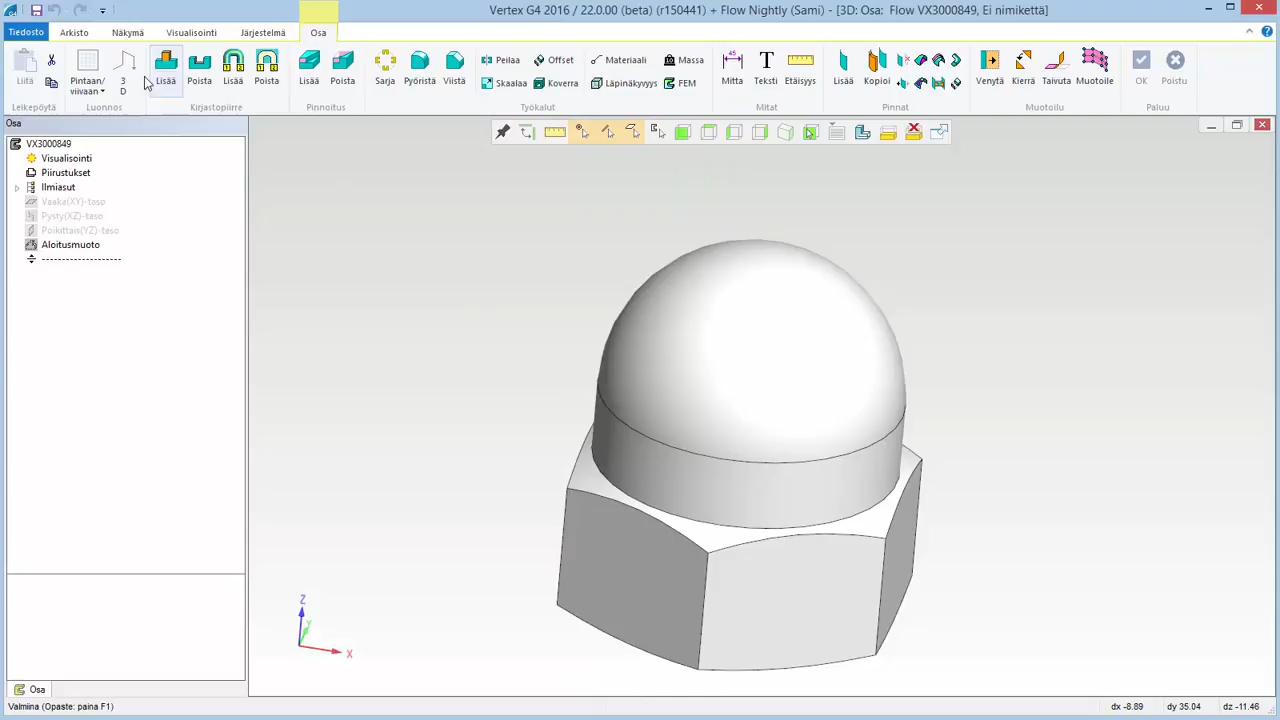 G4 Vertex G4 2016 / 22.0.00 (beta) (r150441) + Flow Nightly (Sami) - [3D: Osa: Flow VX3000849, Ei nimikettä]
Tiedosto Arkisto Näkymä Visualisointi Järjestelmä Osa
Liitä Pintaan/ viivaan 3 D Lisää Poista Lisää Poista Lisää Poista Sarja Pyöristä Viistä Peilaa Offset Materiaali Massa Mitta Teksti Etäisyys Lisää Kopioi Venytä Kierrä Taivuta Muotoile OK Poistu
Skaalaa Koverra Läpinäkyvyys FEM
45
Leikepöytä Luonnos Kirjastopiirre Pinnoitus Työkalut Mitat Pinnat Muotoilu Paluu
Osa
VX3000849
Visualisointi
Piirustukset
Ilmiasut
Vaaka(XY)-taso
Pysty(XZ)-taso
Poikittais(YZ)-taso
Aloitusmuoto
--------------------
Z
Y
X
Osa
Valmiina (Opaste: paina F1) dx -8.89 dy 35.04 dz -11.46